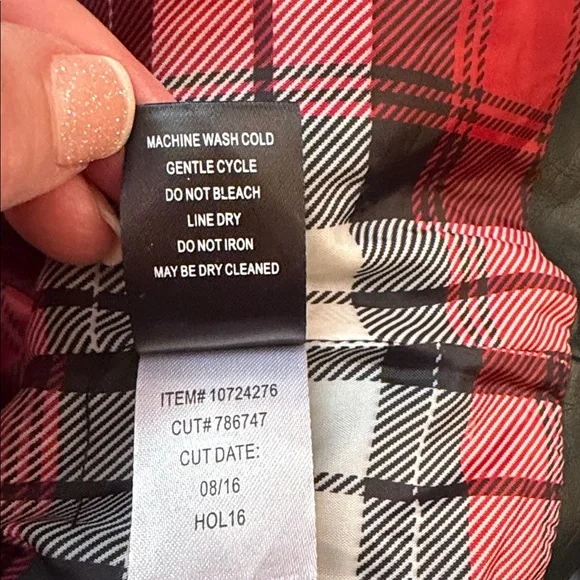 MACHINE WASH COLD
GENTLE CYCLE
DO NOT BLEACH
LINE DRY
DO NOT IRON
MAY BE DRY CLEANED
ITEM# 10724276
CUT# 786747
CUT DATE:
08/16
HOL16